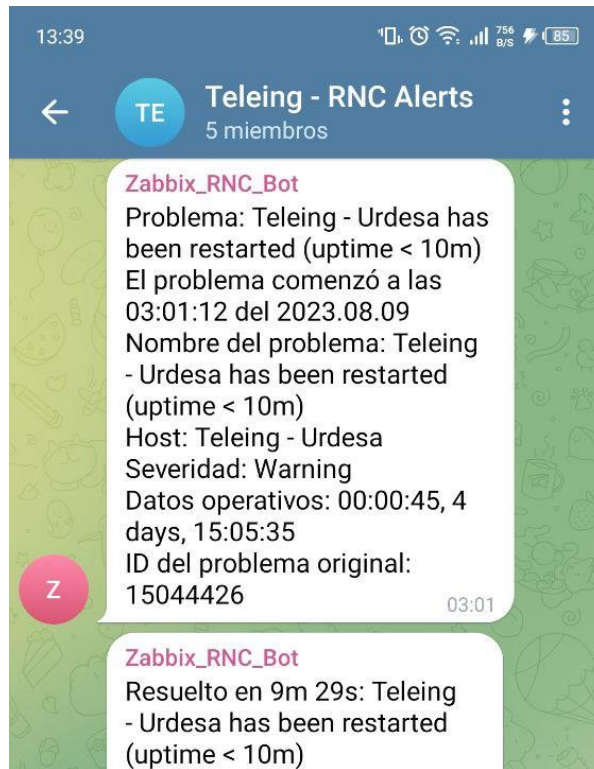 13:39
756 B/S 85
TE
Teleing - RNC Alerts
5 miembros
Zabbix_RNC_Bot
Problema: Teleing - Urdesa has
been restarted (uptime < 10m)
El problema comenzó a las
03:01:12 del 2023.08.09
Nombre del problema: Teleing
- Urdesa has been restarted
(uptime < 10m)
Host: Teleing - Urdesa
Severidad: Warning
Datos operativos: 00:00:45, 4
days, 15:05:35
ID del problema original:
15044426
03:01
Z
Zabbix_RNC_Bot
Resuelto en 9m 29s: Teleing
- Urdesa has been restarted
(uptime < 10m)